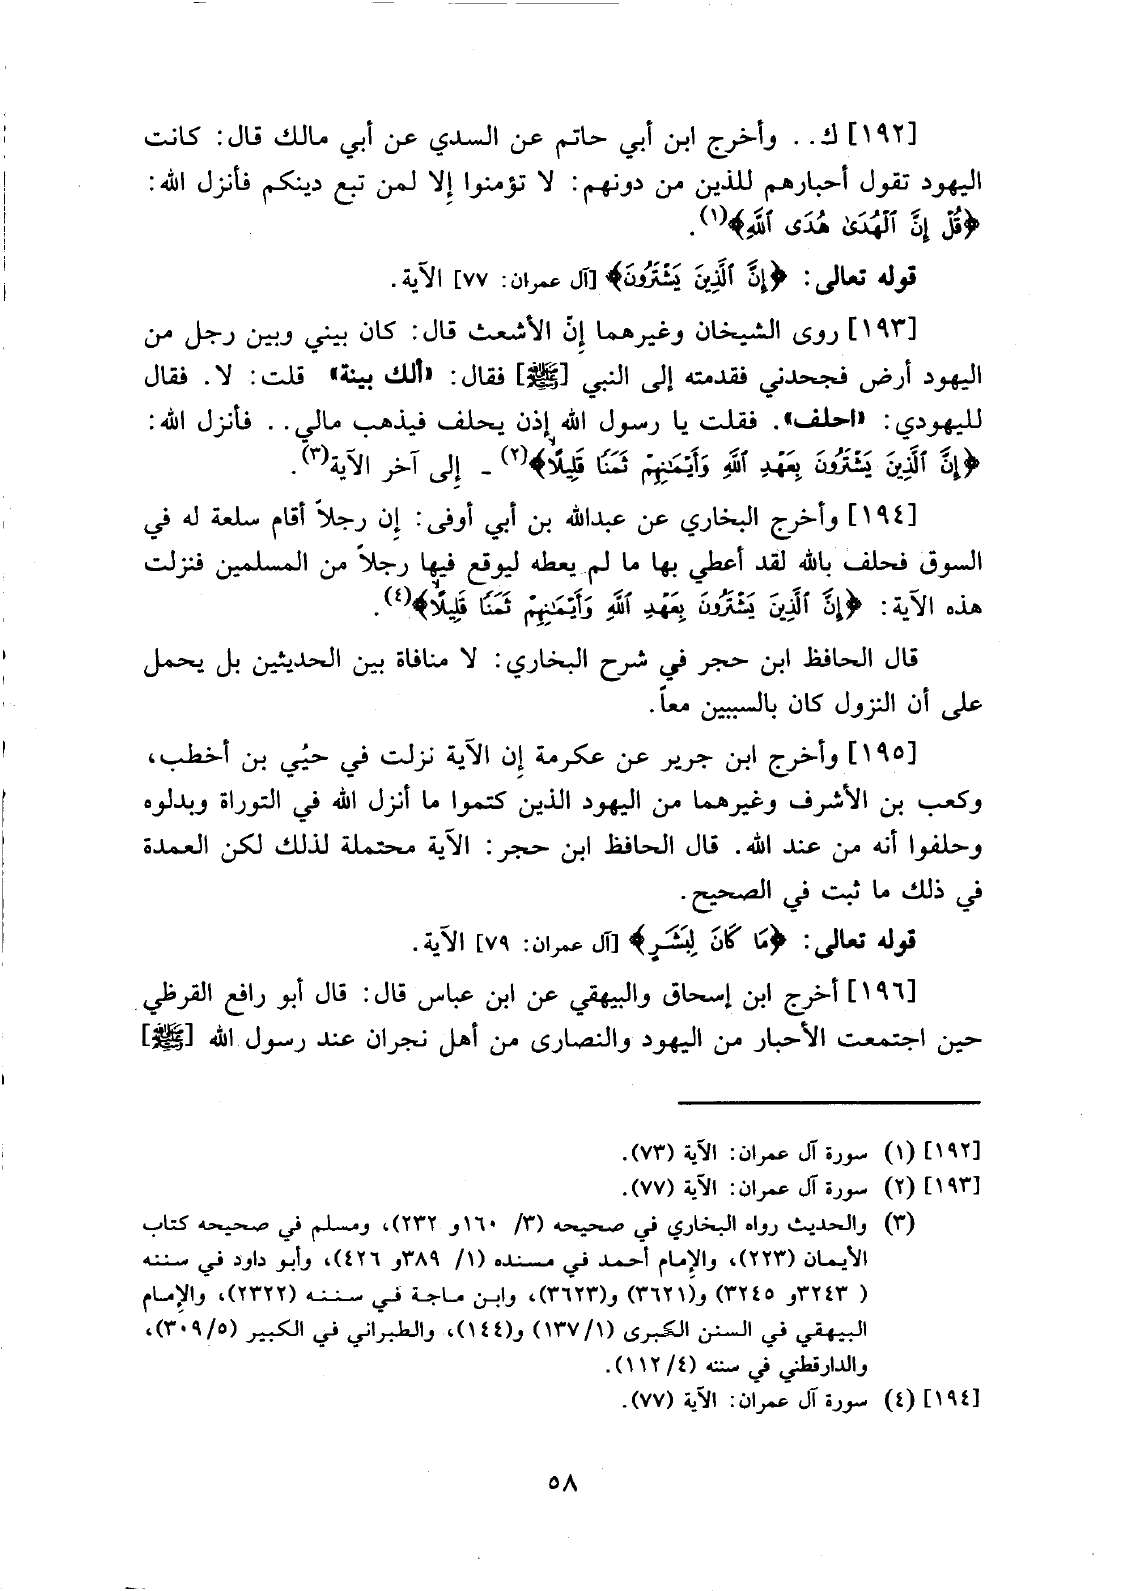 [١٩٢] ك.. وأخرج ابن أبي حاتم عن السدي عن أبي مالك قال: كانت
اليهود تقول أحبارهم للذين من دونهم: لا تؤمنوا إلا لمن تبع دينكم فأنزل الله:
﴿قُلْ إِنَّ ٱلْهُدَىٰ هُدَى ٱللَّهِ﴾(١).
قوله تعالى: ﴿إِنَّ ٱلَّذِينَ يَشْتَرُونَ﴾ [آل عمران: ٧٧] الآية.
[١٩٣] روى الشيخان وغيرهما إنّ الأشعث قال: كان بيني وبين رجل من
اليهود أرض فجحدني فقدمته إلى النبي [ﷺ] فقال: «ألك بينة» قلت: لا. فقال
لليهودي: «احلف». فقلت يا رسول الله إذن يحلف فيذهب مالي.. فأنزل الله:
﴿إِنَّ ٱلَّذِينَ يَشْتَرُونَ بِعَهْدِ ٱللَّهِ وَأَيْمَٰنِهِمْ ثَمَنًا قَلِيلًا﴾(٢) ـ إلى آخر الآية(٣).
[١٩٤] وأخرج البخاري عن عبدالله بن أبي أوفى: إن رجلاً أقام سلعة له في
السوق فحلف بالله لقد أعطي بها ما لم يعطه ليوقع فيها رجلاً من المسلمين فنزلت
هذه الآية: ﴿إِنَّ ٱلَّذِينَ يَشْتَرُونَ بِعَهْدِ ٱللَّهِ وَأَيْمَٰنِهِمْ ثَمَنًا قَلِيلًا﴾(٤).
قال الحافظ ابن حجر في شرح البخاري: لا منافاة بين الحديثين بل يحمل
على أن النزول كان بالسببين معاً.
[١٩٥] وأخرج ابن جرير عن عكرمة إن الآية نزلت في حيُي بن أخطب،
وكعب بن الأشرف وغيرهما من اليهود الذين كتموا ما أنزل الله في التوراة وبدلوه
وحلفوا أنه من عند الله. قال الحافظ ابن حجر: الآية محتملة لذلك لكن العمدة
في ذلك ما ثبت في الصحيح.
قوله تعالى: ﴿مَا كَانَ لِبَشَرٍ﴾ [آل عمران: ٧٩] الآية.
[١٩٦] أخرج ابن إسحاق والبيهقي عن ابن عباس قال: قال أبو رافع القرظي
حين اجتمعت الأحبار من اليهود والنصارى من أهل نجران عند رسول الله [ﷺ]
[١٩٢] (١) سورة آل عمران: الآية (٧٣).
[١٩٣] (٢) سورة آل عمران: الآية (٧٧).
(٣) والحديث رواه البخاري في صحيحه (٣/ ١٦٠و ٢٣٢)، ومسلم في صحيحه كتاب
الأيمان (٢٢٣)، والإمام أحمد في مسنده (١/ ٣٨٩و ٤٢٦)، وأبو داود في سننه
( ٣٢٤٣و ٣٢٤٥) و(٣٦٢١) و(٣٦٢٣)، وابن ماجة في سننه (٢٣٢٢)، والإمام
البيهقي في السنن الكبرى (١/ ١٣٧) و(١٤٤)، والطبراني في الكبير (٥/ ٣٠٩)،
والدارقطني في سننه (٤/ ١١٢).
[١٩٤] (٤) سورة آل عمران: الآية (٧٧).
٥٨